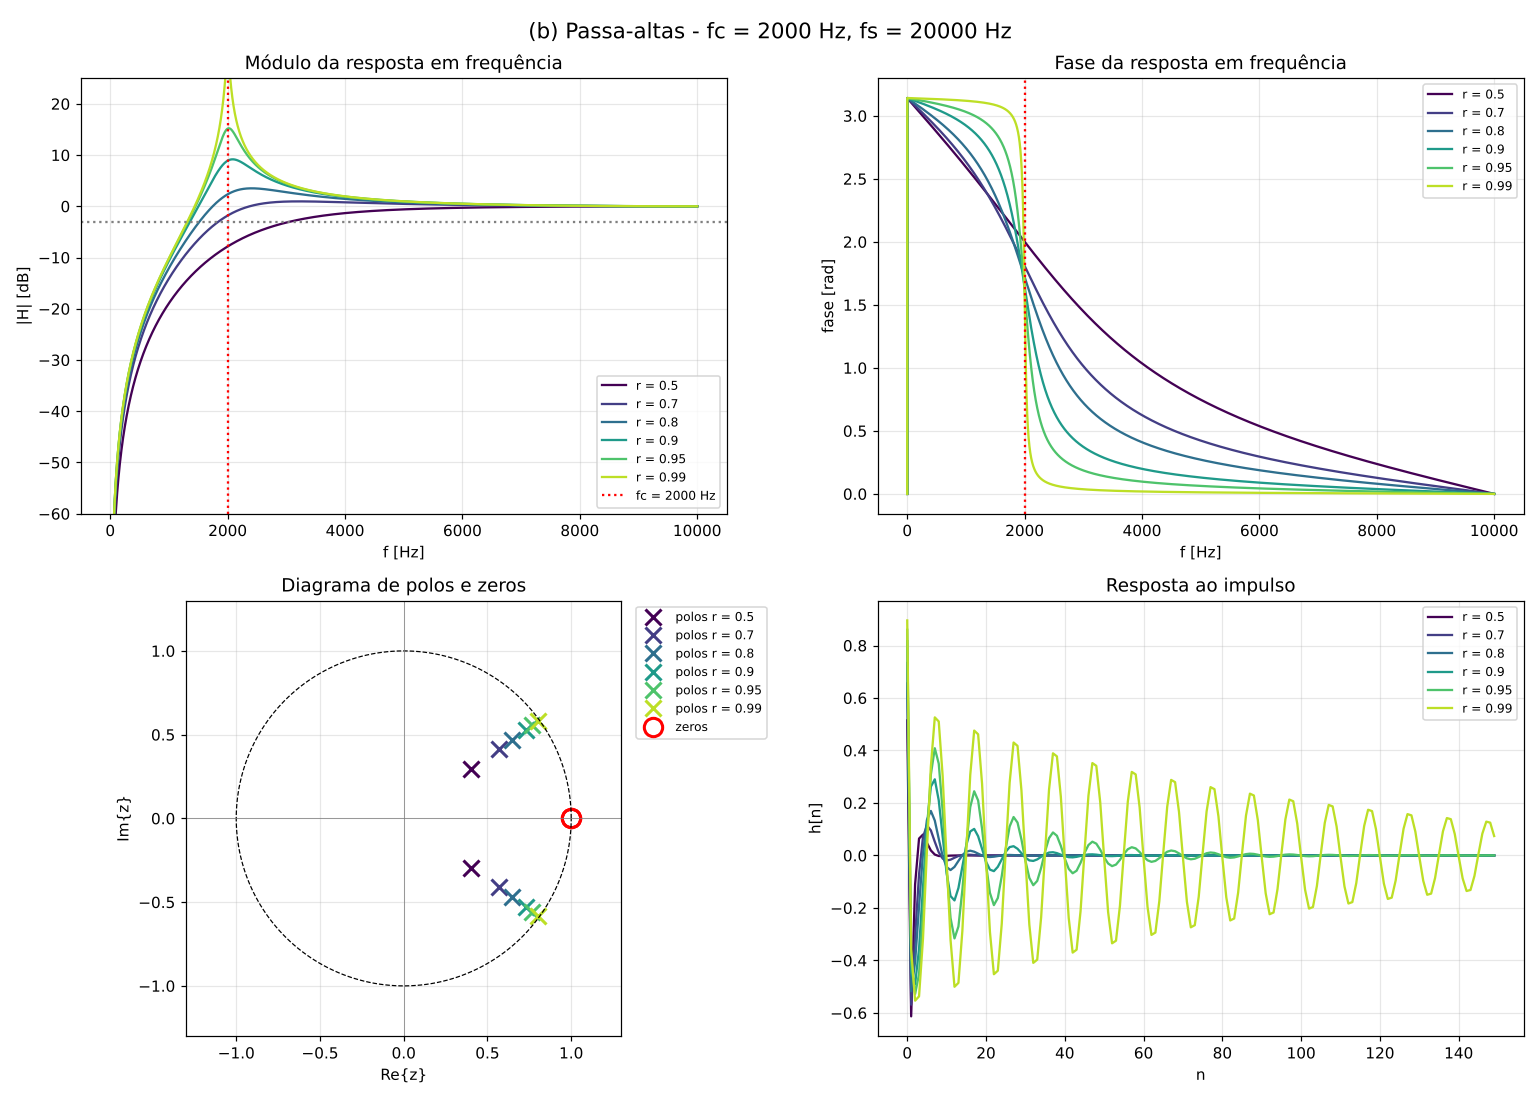 (b) Passa-altas - fc = 2000 Hz, fs = 20000 Hz
Módulo da resposta em frequência
20
10
0
−10
−20
−30
−40
−50
−60
|H| [dB]
0 2000 4000 6000 8000 10000
f [Hz]
r = 0.5
r = 0.7
r = 0.8
r = 0.9
r = 0.95
r = 0.99
fc = 2000 Hz
Fase da resposta em frequência
3.0
2.5
2.0
1.5
1.0
0.5
0.0
fase [rad]
0 2000 4000 6000 8000 10000
f [Hz]
r = 0.5
r = 0.7
r = 0.8
r = 0.9
r = 0.95
r = 0.99
Diagrama de polos e zeros
1.0
0.5
0.0
−0.5
−1.0
Im{z}
−1.0 −0.5 0.0 0.5 1.0
Re{z}
polos r = 0.5
polos r = 0.7
polos r = 0.8
polos r = 0.9
polos r = 0.95
polos r = 0.99
zeros
Resposta ao impulso
0.8
0.6
0.4
0.2
0.0
−0.2
−0.4
−0.6
h[n]
0 20 40 60 80 100 120 140
n
r = 0.5
r = 0.7
r = 0.8
r = 0.9
r = 0.95
r = 0.99